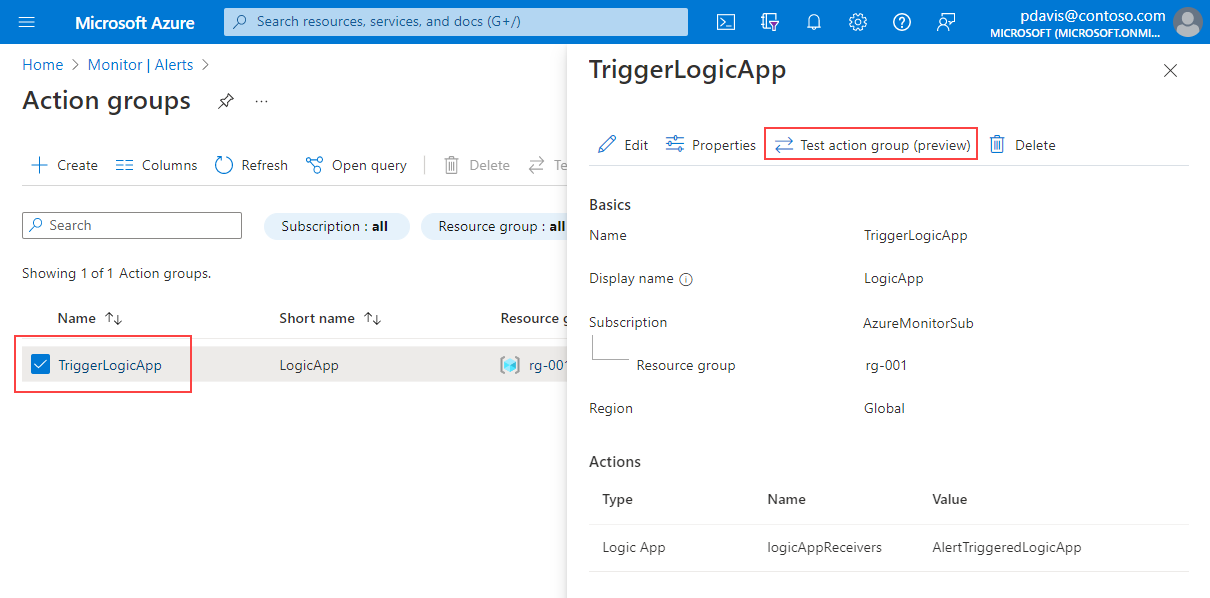 Microsoft Azure
Search resources, services, and docs (G+/)
pdavis@contoso.com
MICROSOFT (MICROSOFT.ONMI...
Home > Monitor | Alerts >
Action groups
...
Create
Columns
Refresh
Open query
Delete
Te
Search
Subscription : all
Resource group : all
Showing 1 of 1 Action groups.
Name ↑↓
Short name ↑↓
Resource g
TriggerLogicApp
LogicApp
rg-001
TriggerLogicApp
Edit
Properties
Test action group (preview)
Delete
Basics
Name
TriggerLogicApp
Display name
LogicApp
Subscription
AzureMonitorSub
Resource group
rg-001
Region
Global
Actions
Type Name Value
Logic App logicAppReceivers AlertTriggeredLogicApp